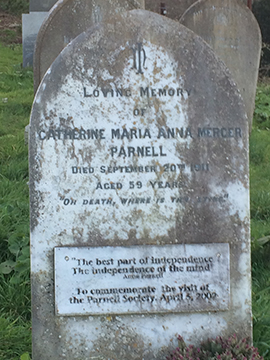 IHS
In
Loving Memory
of
Catherine Maria Anna Mercer
Parnell
Died September 20th 1911
Aged 59 Years
"Oh Death, Where is Thy Sting"
"The best part of independence
The independence of the mind"
Anna Parnell
To commemorate the visit of
the Parnell Society, April 5, 2002